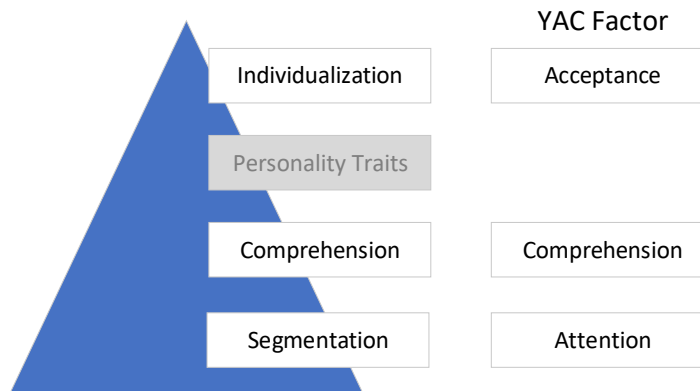 YAC Factor
Individualization
Acceptance
Personality Traits
Comprehension
Comprehension
Segmentation
Attention